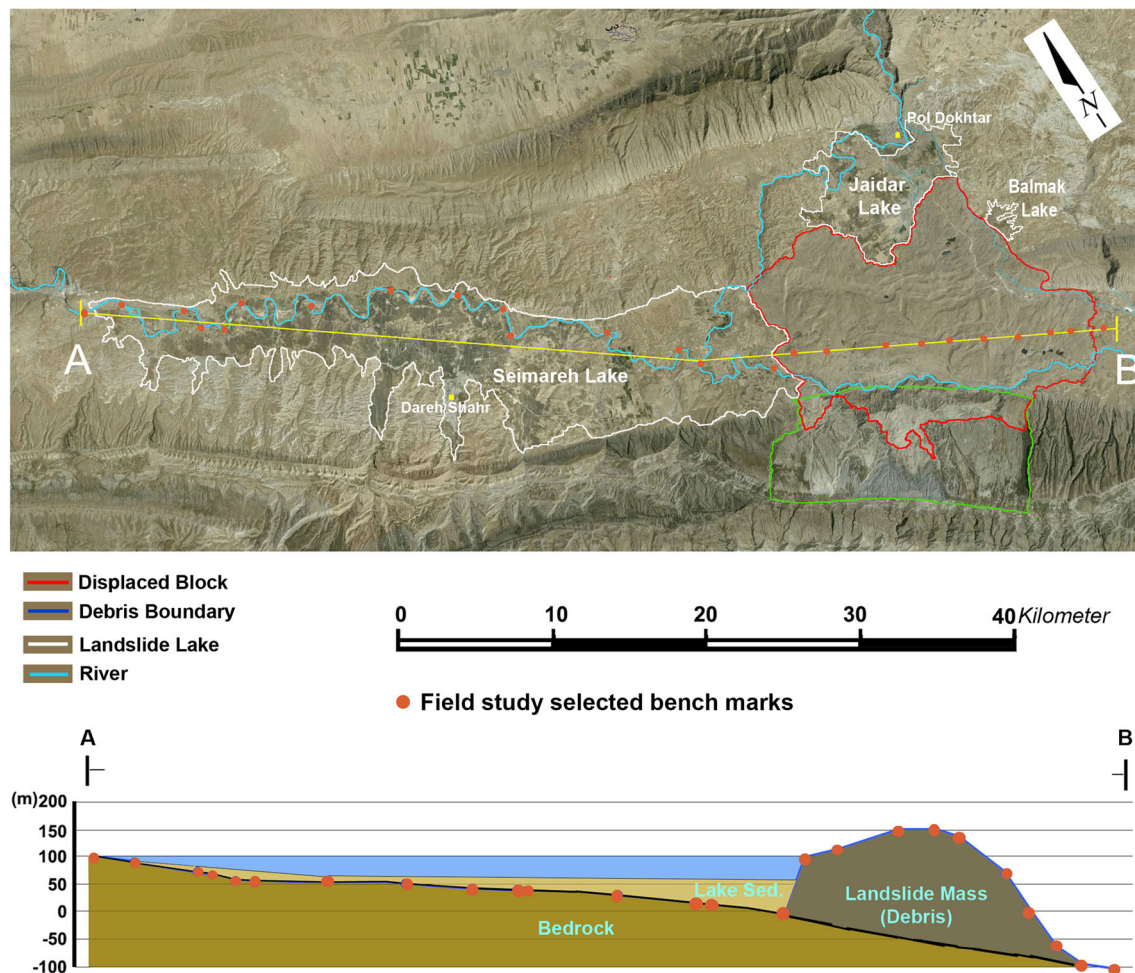 N
Pol Dokhtar
Jaidar
Lake
Balmak
Lake
A
B
Seimareh Lake
Dareh Shahr
Displaced Block
Debris Boundary
Landslide Lake
River
0 10 20 30 40 Kilometer
Field study selected bench marks
A B
(m) 200
150
100
50
0
-50
-100
Lake Sed.
Landslide Mass
(Debris)
Bedrock